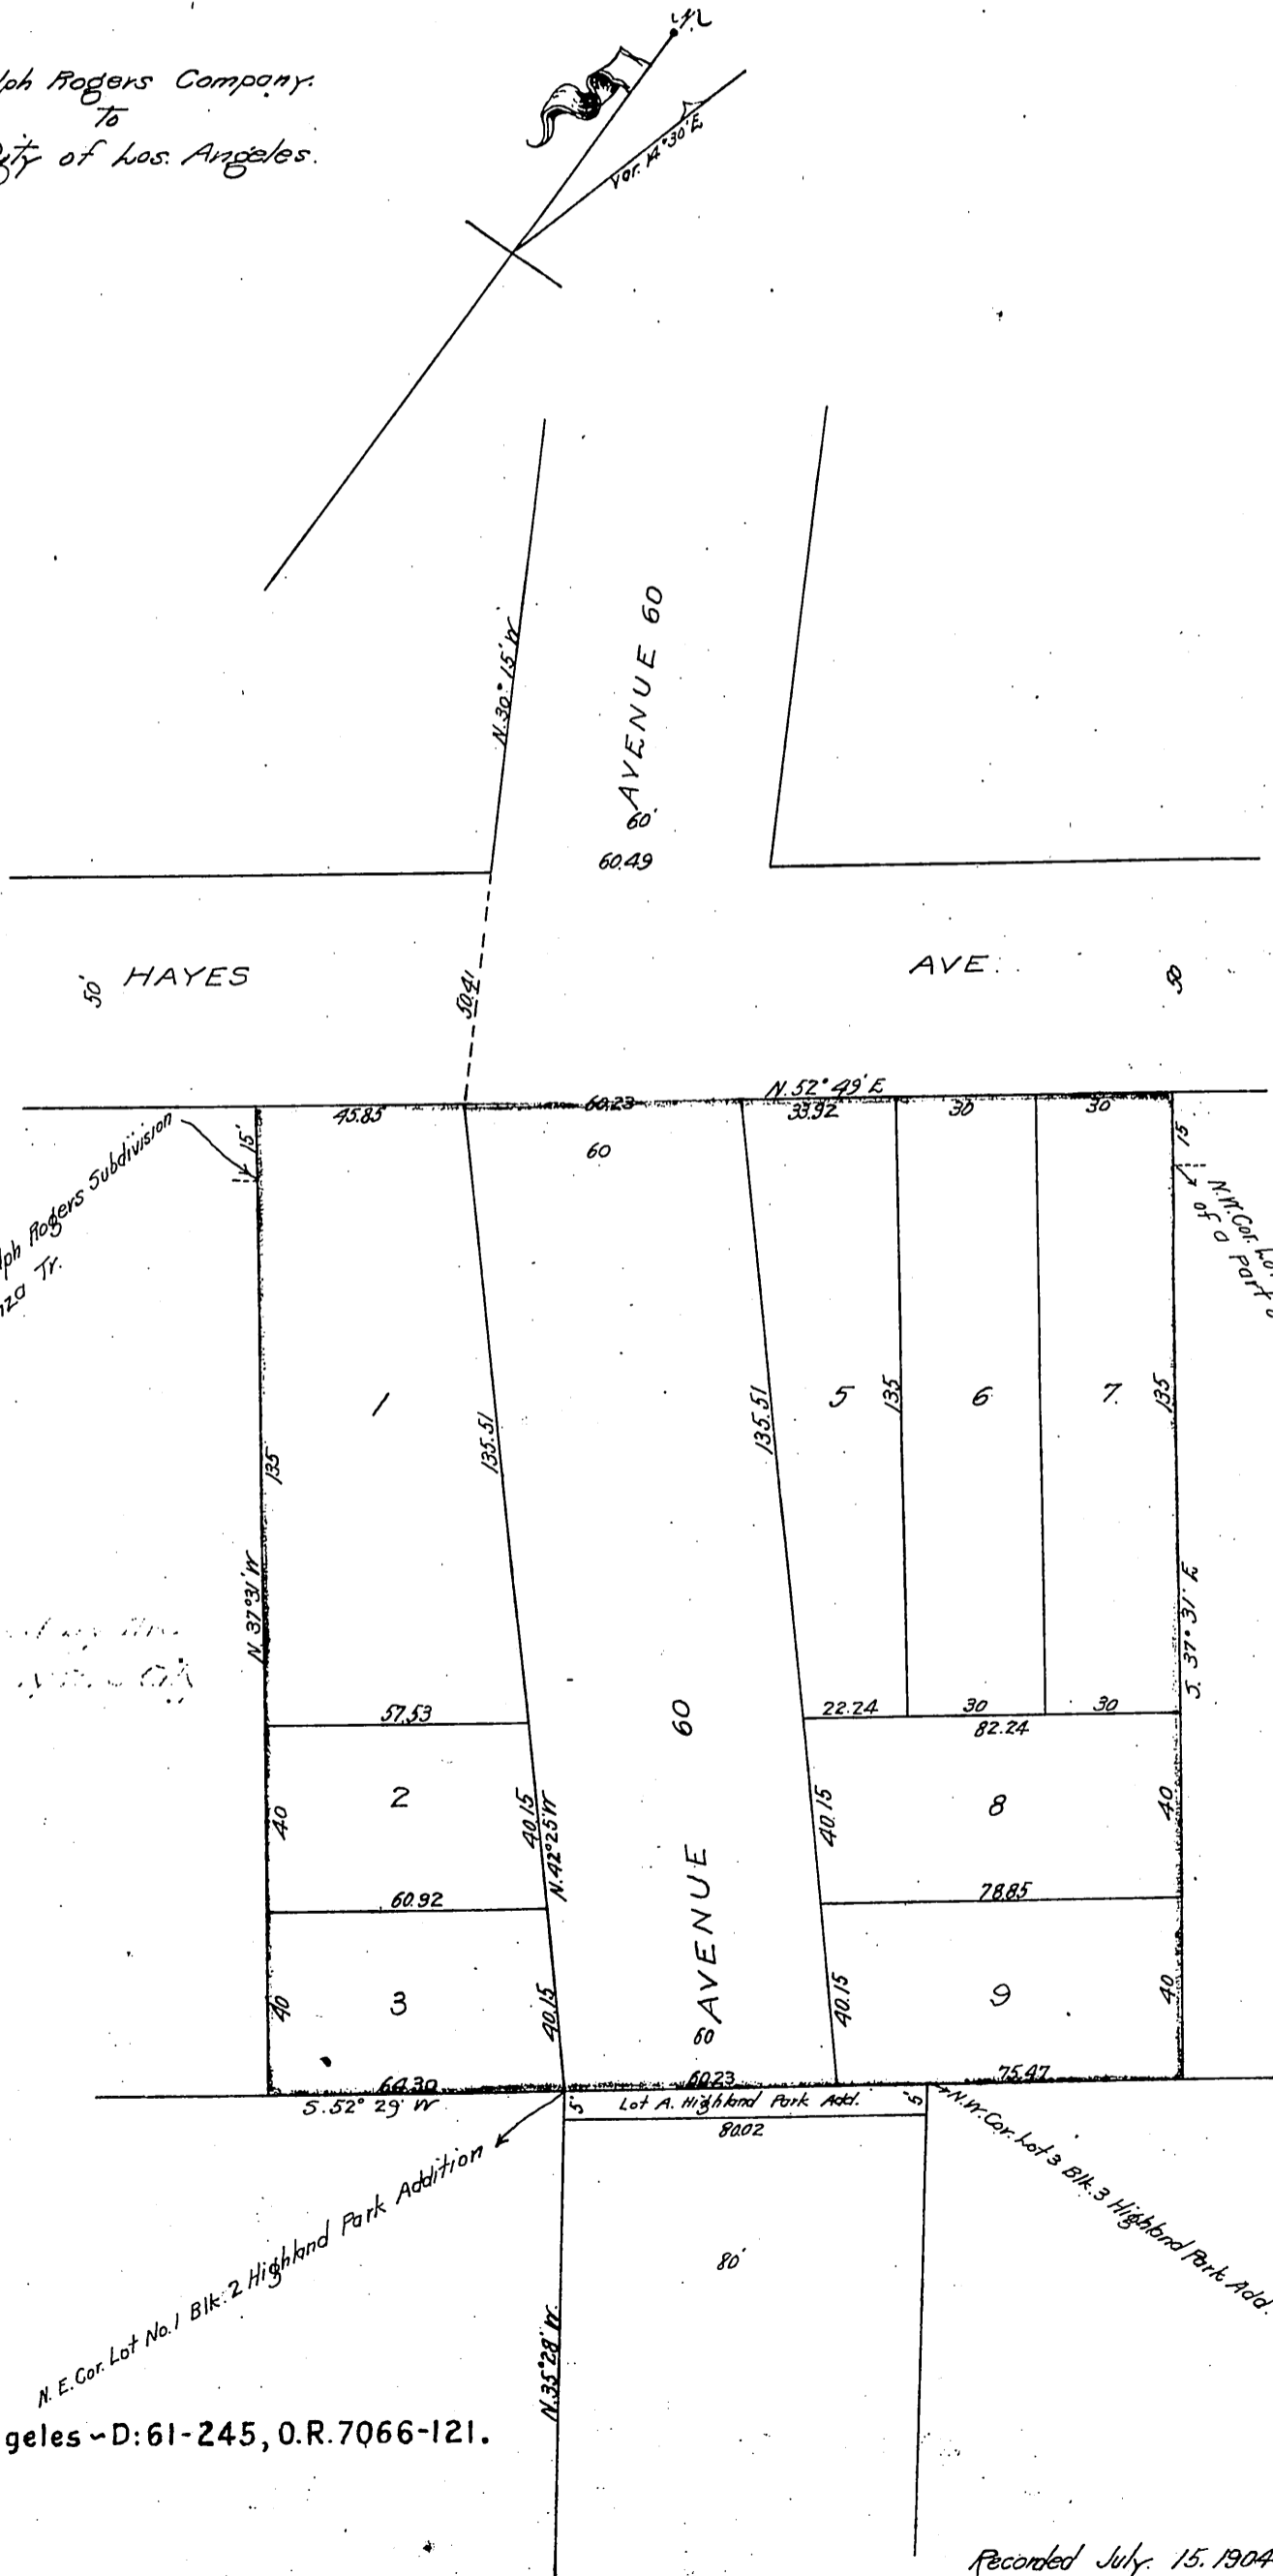 lph Rogers Company.
To
City of Los. Angeles.
N
Var. 14°30'E
N.30°15'W
AVENUE 60
60'
60.49
50' HAYES
AVE.
50
50.41
N.52°49'E
45.85
60.23
33.92
30
30
60
15'
15
lph Rogers Subdivision
nza Tr.
N.W. Cor. Lo
of a Part
1
5
6
7.
135
135.51
135.51
135
135
N.37°31'W
S.37°31'E
57.53
22.24
30
30
82.24
2
8
40
40.15
N.42°25'W
40.15
40
60.92
78.85
3
9
40
40.15
40.15
40
AVENUE 60
60
64.30
60.23
75.47
S.52°29'W.
5'
Lot A. Highland Park Add.
5'
80.02
N.E. Cor. Lot No.1 Blk.2 Highland Park Addition
N.W. Cor. Lot 3 Blk.3 Highland Park Add.
80'
N.35°28'W.
geles ~ D:61-245, O.R.7066-121.
Recorded July. 15. 1904